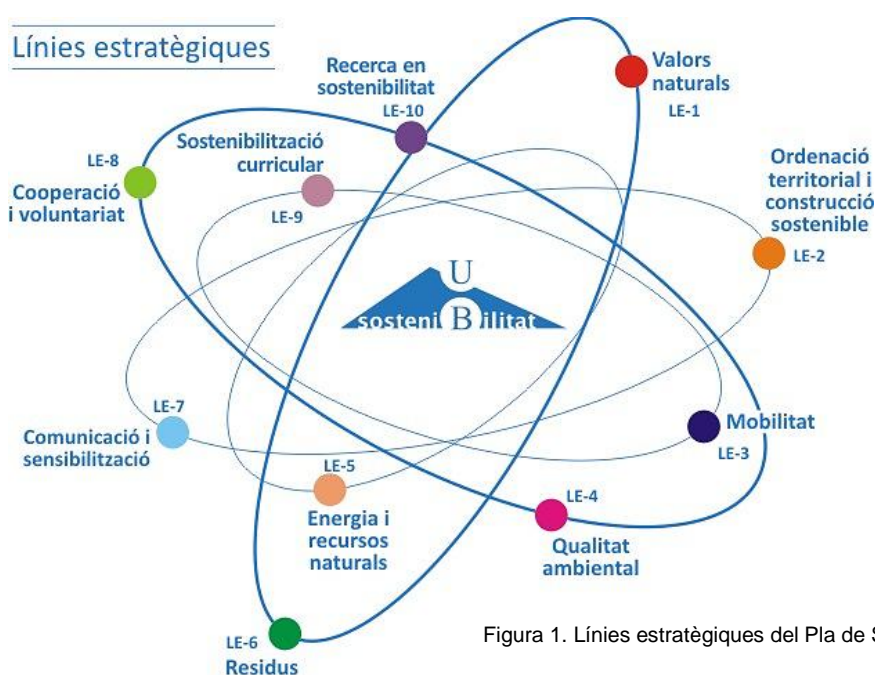 Línies estratègiques
Recerca en
sostenibilitat
LE-10
Valors
naturals
LE-1
LE-8
Cooperació
i voluntariat
Sostenibilització
curricular
LE-9
Ordenació
territorial i
construcció
sostenible
LE-2
U
sosteni B ilitat
LE-7
Comunicació i
sensibilització
Mobilitat
LE-3
LE-5
Energia i
recursos
naturals
LE-4
Qualitat
ambiental
LE-6
Residus
Figura 1. Línies estratègiques del Pla de S